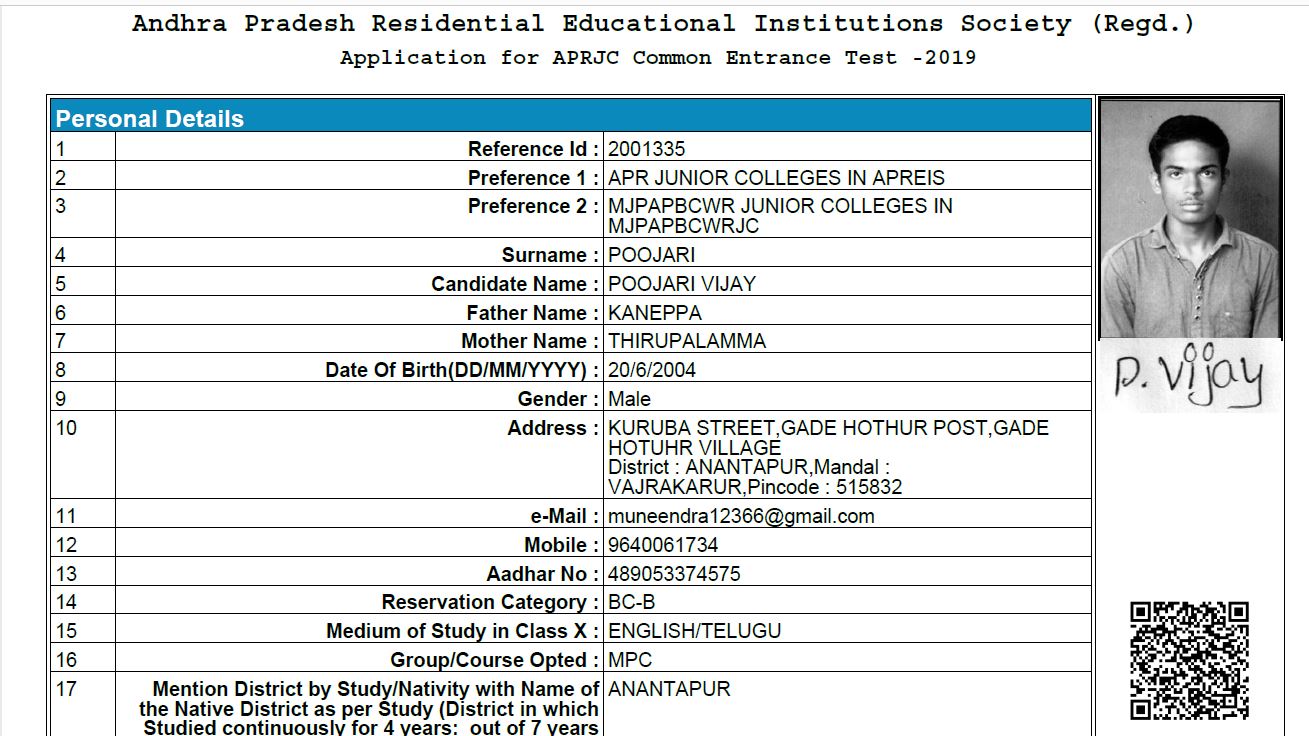 Andhra Pradesh Residential Educational Institutions Society (Regd.)
Application for APRJC Common Entrance Test -2019
Personal Details
1 Reference Id : 2001335
2 Preference 1 : APR JUNIOR COLLEGES IN APREIS
3 Preference 2 : MJPAPBCWR JUNIOR COLLEGES IN
MJPAPBCWRJC
4 Surname : POOJARI
5 Candidate Name : POOJARI VIJAY
6 Father Name : KANEPPA
7 Mother Name : THIRUPALAMMA
8 Date Of Birth(DD/MM/YYYY) : 20/6/2004
9 Gender : Male
10 Address : KURUBA STREET,GADE HOTHUR POST,GADE
HOTUHR VILLAGE
District : ANANTAPUR,Mandal :
VAJRAKARUR,Pincode : 515832
11 e-Mail : muneendra12366@gmail.com
12 Mobile : 9640061734
13 Aadhar No : 489053374575
14 Reservation Category : BC-B
15 Medium of Study in Class X : ENGLISH/TELUGU
16 Group/Course Opted : MPC
17 Mention District by Study/Nativity with Name of ANANTAPUR
the Native District as per Study (District in which
Studied continuously for 4 years: out of 7 years
P. Vijay